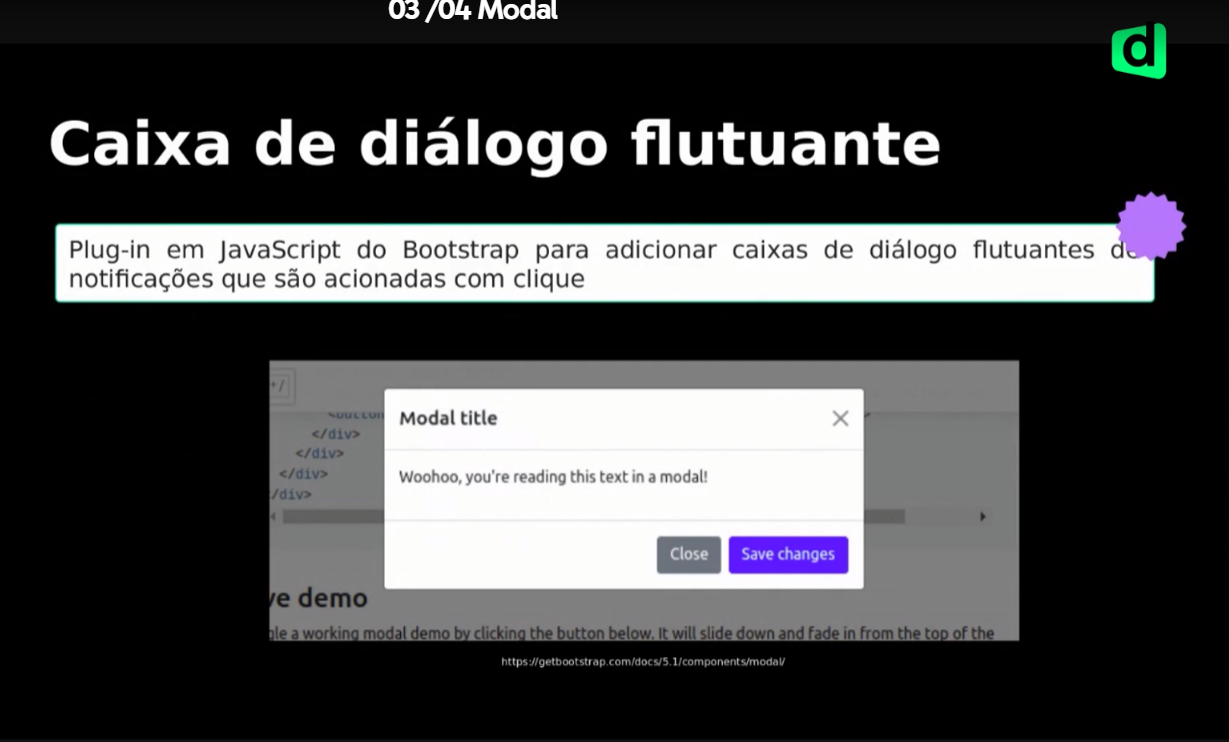 03 /04 Modal
d
Caixa de diálogo flutuante
Plug-in em JavaScript do Bootstrap para adicionar caixas de diálogo flutuantes de
notificações que são acionadas com clique
Modal title
</div>
</div>
Woohoo, you're reading this text in a modal!
</div>
/div>
Close
Save changes
ve demo
gle a working modal demo by clicking the button below. It will slide down and fade in from the top of the
https://getbootstrap.com/docs/5.1/components/modal/